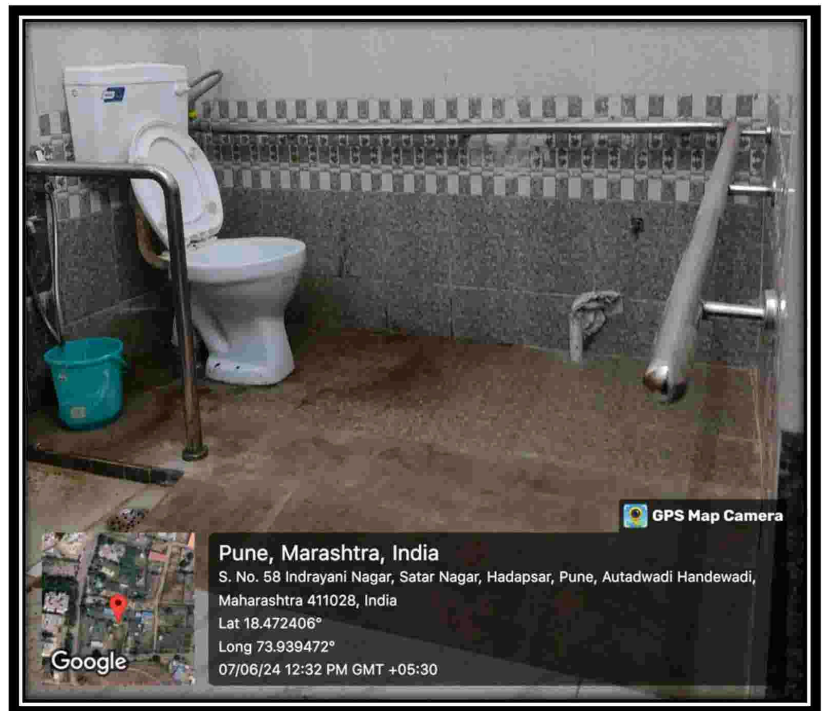 GPS Map Camera
Pune, Marashtra, India
S. No. 58 Indrayani Nagar, Satar Nagar, Hadapsar, Pune, Autadwadi Handewadi,
Maharashtra 411028, India
Lat 18.472406°
Long 73.939472°
07/06/24 12:32 PM GMT +05:30
Google